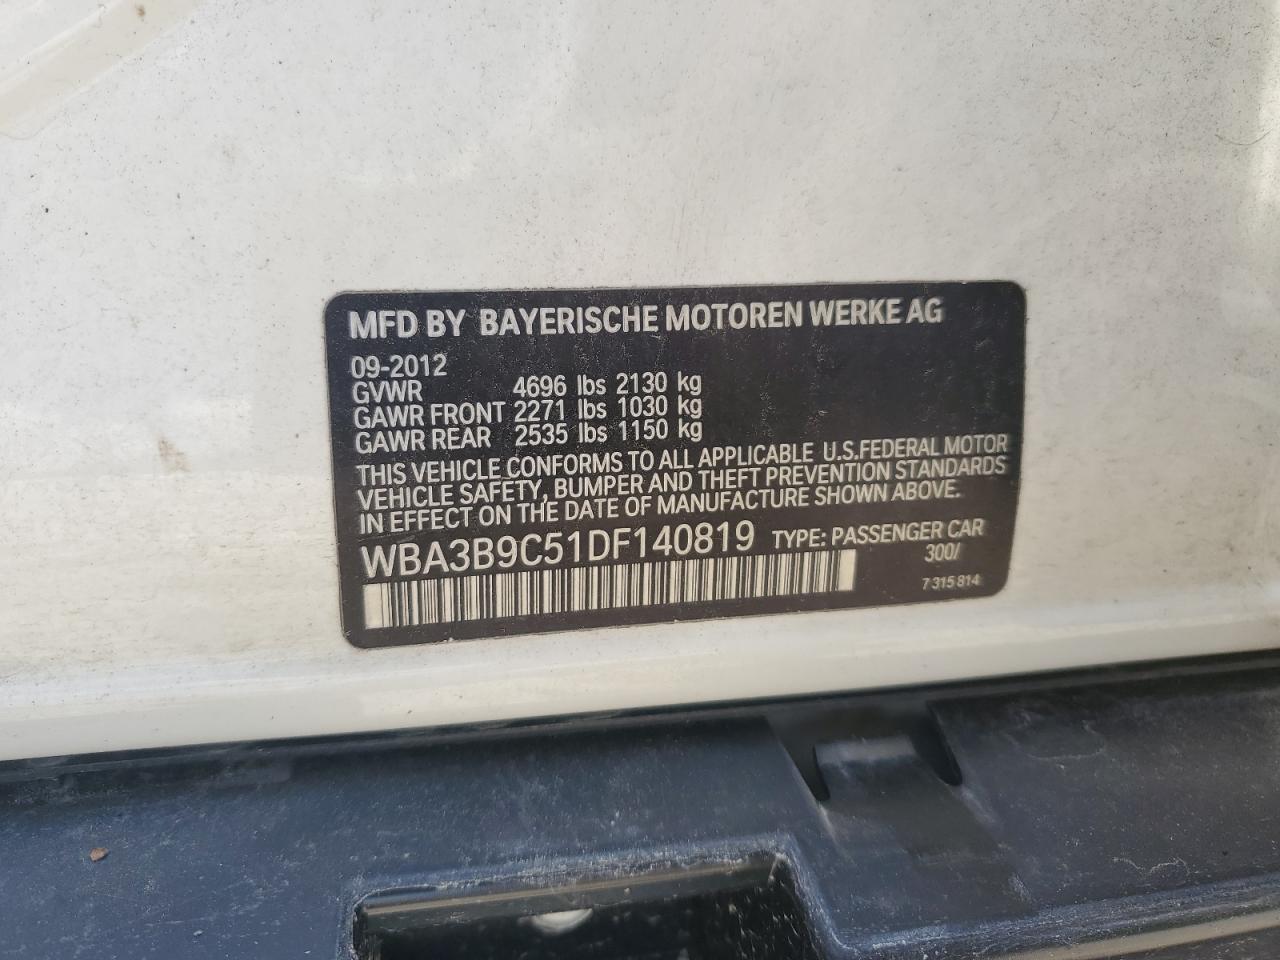 MFD BY BAYERISCHE MOTOREN WERKE AG
09-2012
GVWR 4696 lbs 2130 kg
GAWR FRONT 2271 lbs 1030 kg
GAWR REAR 2535 lbs 1150 kg
THIS VEHICLE CONFORMS TO ALL APPLICABLE U.S.FEDERAL MOTOR
VEHICLE SAFETY, BUMPER AND THEFT PREVENTION STANDARDS
IN EFFECT ON THE DATE OF MANUFACTURE SHOWN ABOVE.
WBA3B9C51DF140819 TYPE: PASSENGER CAR
300/
7 315 814